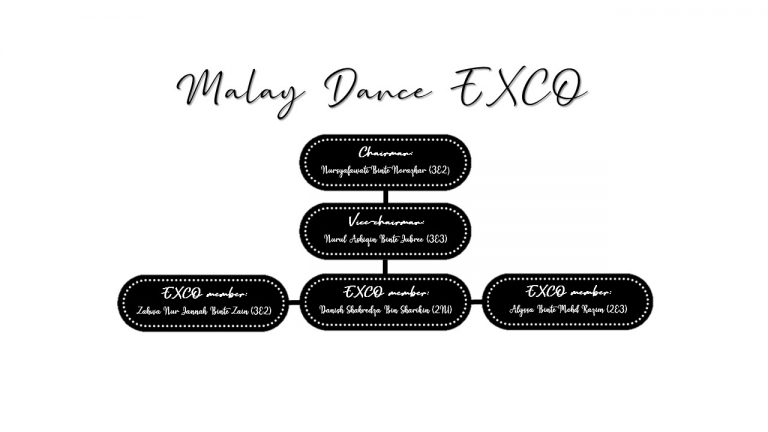 Malay Dance EXCO
Chairman:
Nursyafawati Binte Norazhar (3E2)
Vice-chairman:
Nurul Ashiqin Binte Jubree (3E3)
EXCO member:
Zahwa Nur Jannah Binte Zain (3E2)
EXCO member:
Danish Shahredza Bin Sharikin (2N1)
EXCO member:
Alyssa Binte Mohd Razim (2E3)